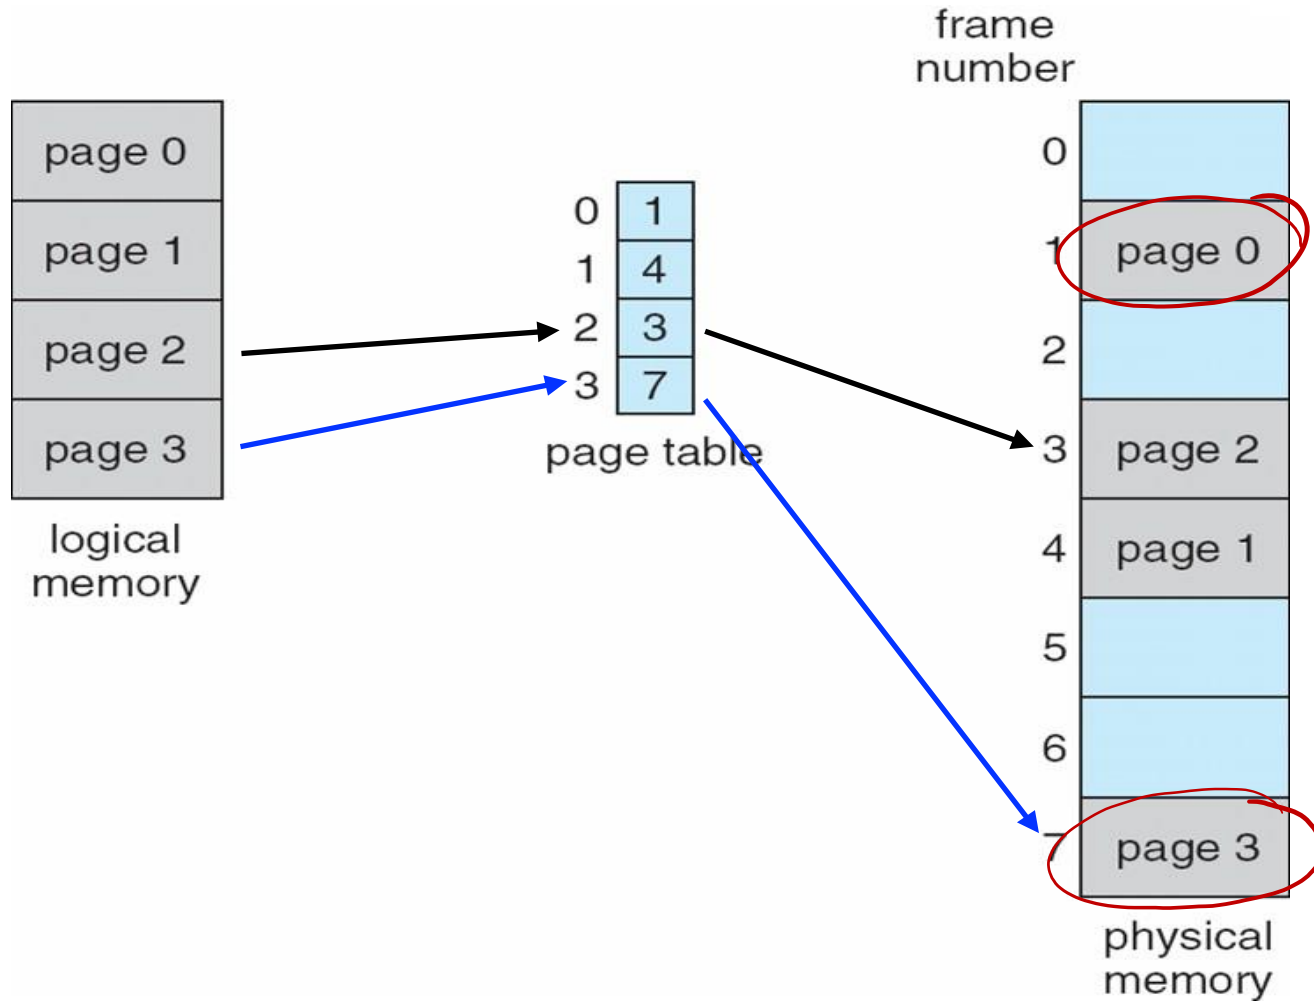 frame
number
page 0
page 1
page 2
page 3
logical
memory
0 1
1 4
2 3
3 7
page table
0
1 page 0
2
3 page 2
4 page 1
5
6
7 page 3
physical
memory